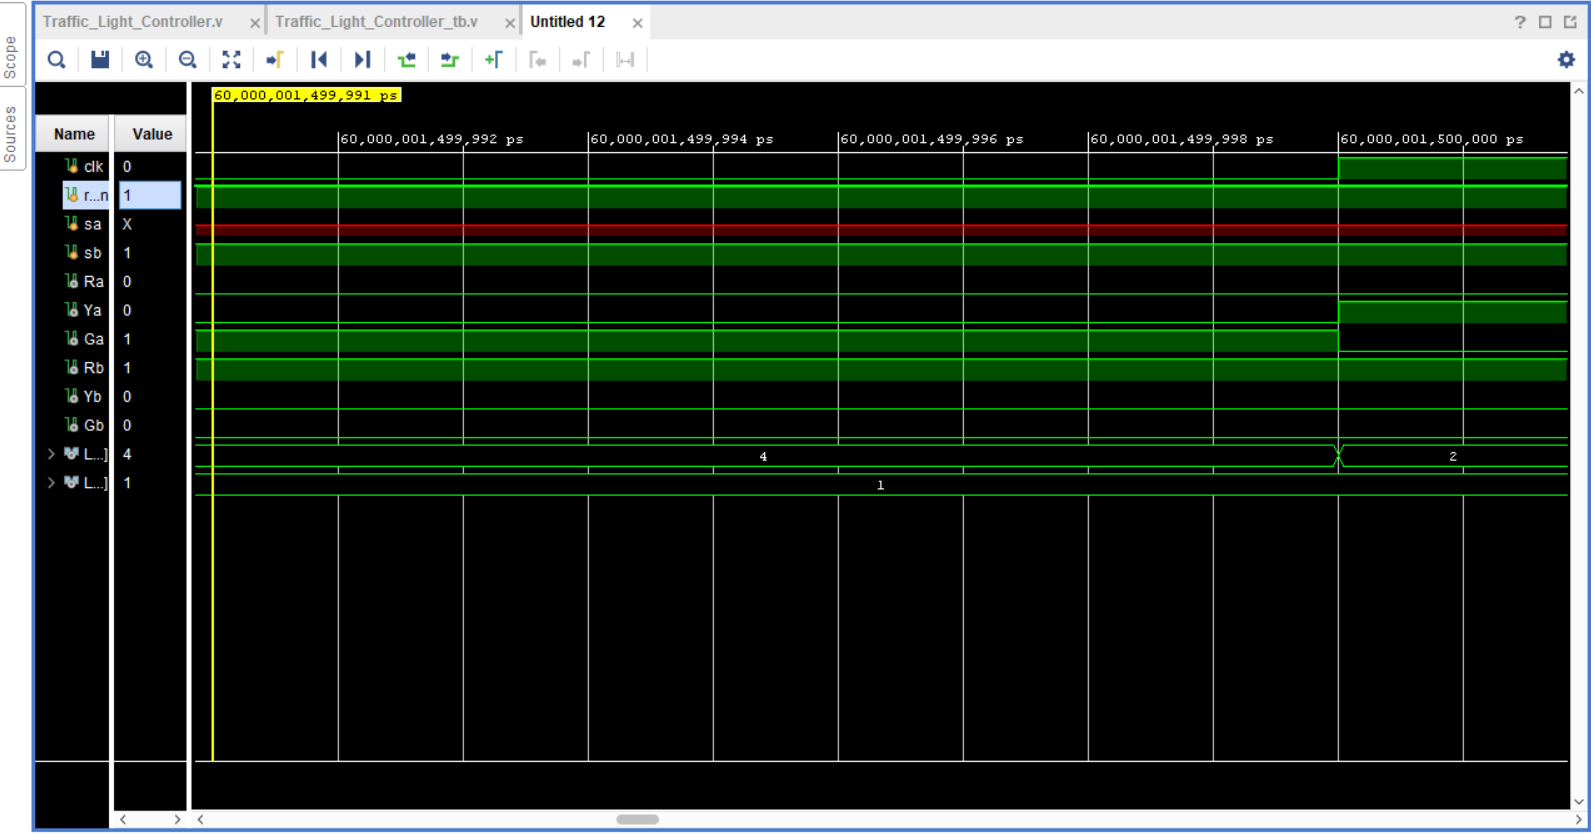 Scope
Sources
Traffic_Light_Controller.v × Traffic_Light_Controller_tb.v × Untitled 12 ×
?
60,000,001,499,991 ps
Name Value
60,000,001,499,992 ps 60,000,001,499,994 ps 60,000,001,499,996 ps 60,000,001,499,998 ps 60,000,001,500,000 ps
clk 0
r...n 1
sa X
sb 1
Ra 0
Ya 0
Ga 1
Rb 1
Yb 0
Gb 0
L...] 4 4 2
L...] 1 1